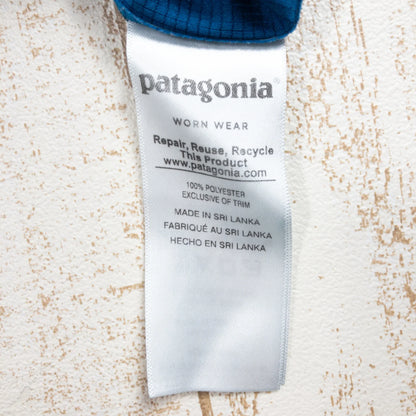 patagonia®
WORN WEAR
Repair, Reuse, Recycle
This Product
www.patagonia.com
100% POLYESTER
EXCLUSIVE OF TRIM
MADE IN SRI LANKA
FABRIQUÉ AU SRI LANKA
HECHO EN SRI LANKA